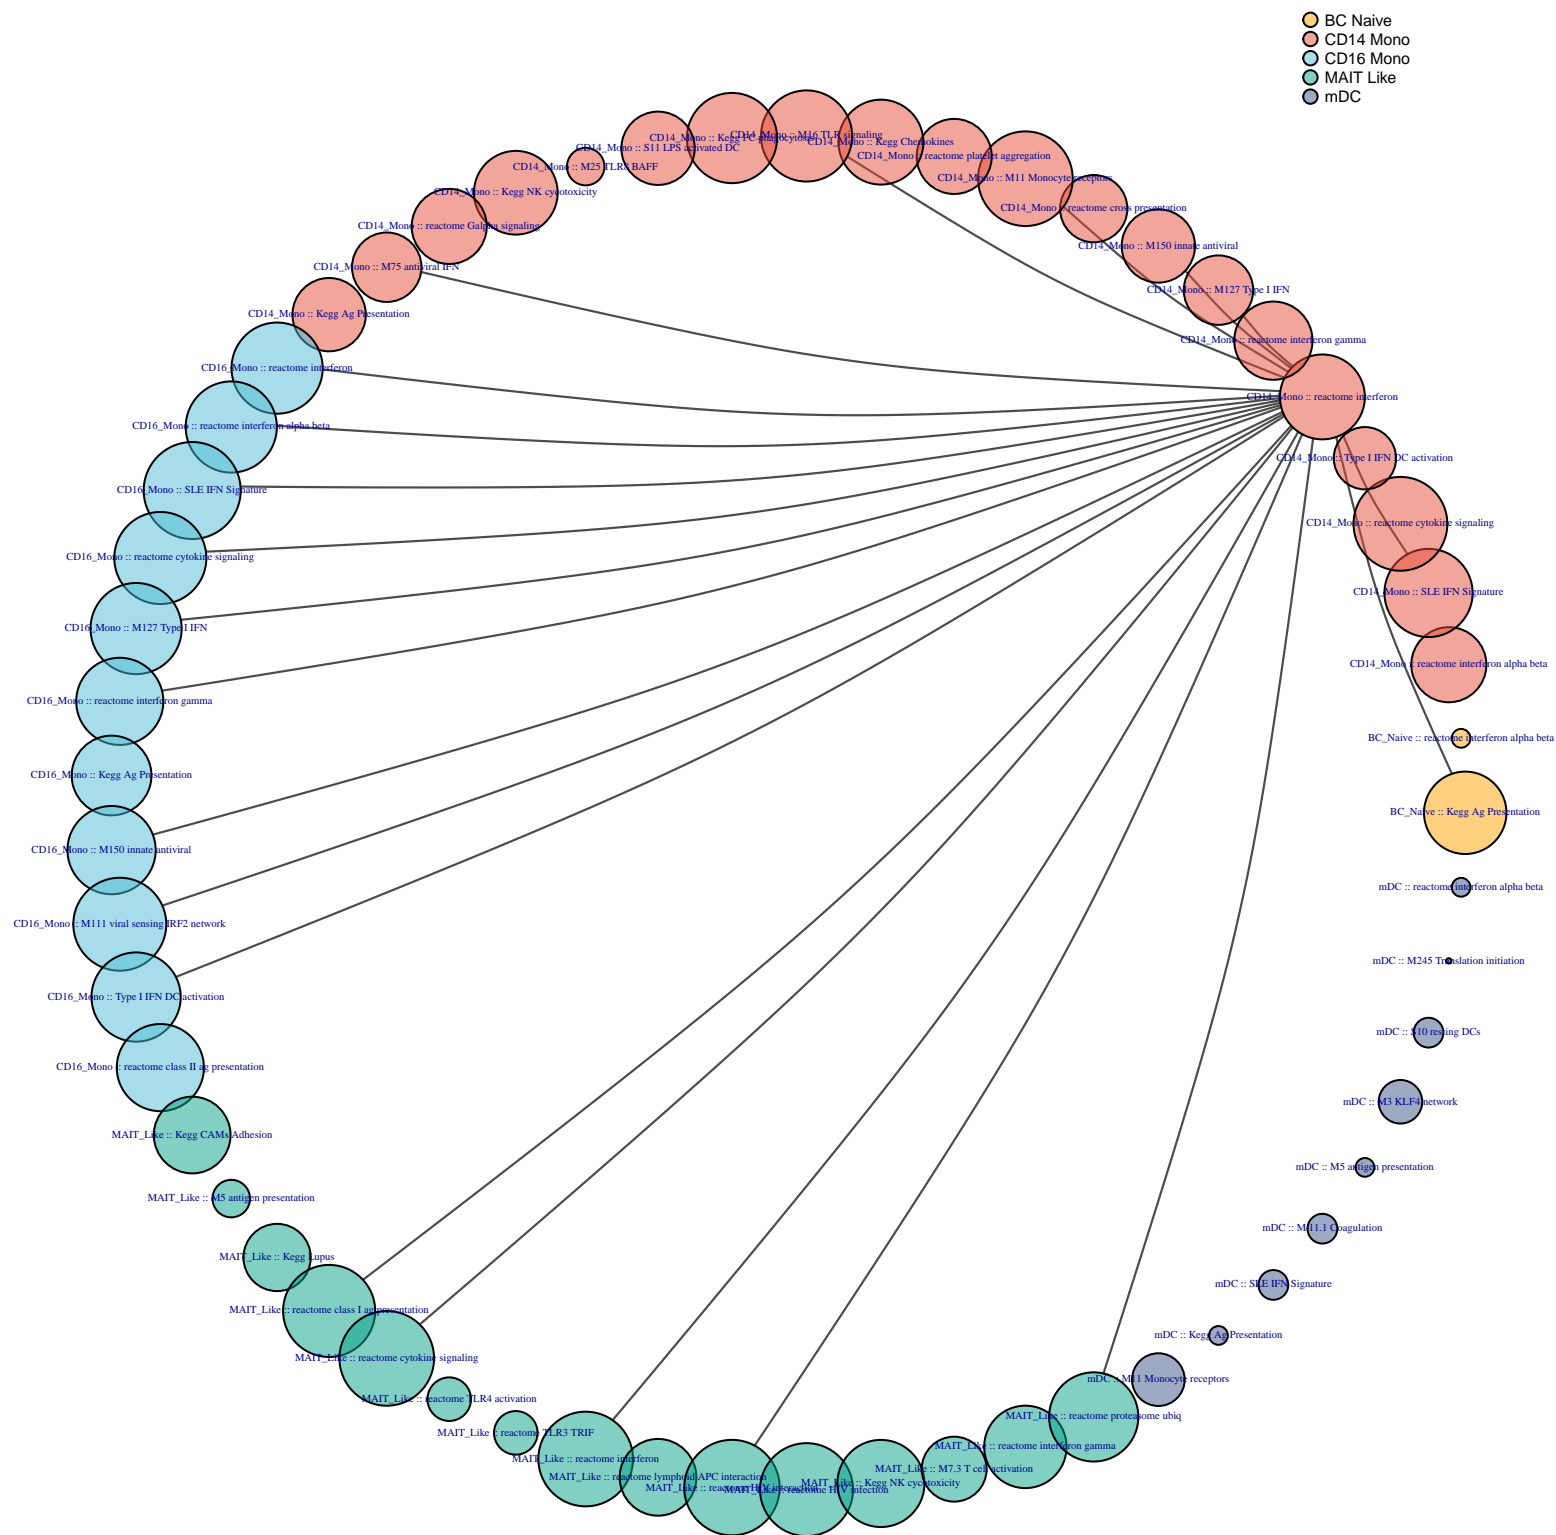 BC Naive
CD14 Mono
CD16 Mono
MAIT Like
mDC
CD14_Mono :: M16 TLR signaling
CD14_Mono :: Kegg FC phagocytosis
CD14_Mono :: Kegg Chemokines
CD14_Mono :: S11 LPS activated DC
CD14_Mono :: reactome platelet aggregation
CD14_Mono :: M25 TLR8 BAFF
CD14_Mono :: M11 Monocyte receptors
CD14_Mono :: Kegg NK cycotoxicity
CD14_Mono :: reactome cross presentation
CD14_Mono :: reactome Galpha signaling
CD14_Mono :: M150 innate antiviral
CD14_Mono :: M75 antiviral IFN
CD14_Mono :: M127 Type I IFN
CD14_Mono :: Kegg Ag Presentation
CD14_Mono :: reactome interferon gamma
CD16_Mono :: reactome interferon
CD14_Mono :: reactome interferon
CD16_Mono :: reactome interferon alpha beta
CD14_Mono :: Type I IFN DC activation
CD16_Mono :: SLE IFN Signature
CD14_Mono :: reactome cytokine signaling
CD16_Mono :: reactome cytokine signaling
CD14_Mono :: SLE IFN Signature
CD16_Mono :: M127 Type I IFN
CD14_Mono :: reactome interferon alpha beta
CD16_Mono :: reactome interferon gamma
BC_Naive :: reactome interferon alpha beta
CD16_Mono :: Kegg Ag Presentation
BC_Naive :: Kegg Ag Presentation
CD16_Mono :: M150 innate antiviral
mDC :: reactome interferon alpha beta
CD16_Mono :: M111 viral sensing IRF2 network
mDC :: M245 Translation initiation
CD16_Mono :: Type I IFN DC activation
mDC :: S10 resting DCs
CD16_Mono :: reactome class II ag presentation
mDC :: M3 KLF4 network
MAIT_Like :: Kegg CAMs Adhesion
mDC :: M5 antigen presentation
MAIT_Like :: M5 antigen presentation
mDC :: M-11.1 Coagulation
MAIT_Like :: Kegg Lupus
mDC :: SLE IFN Signature
MAIT_Like :: reactome class I ag presentation
mDC :: Kegg Ag Presentation
MAIT_Like :: reactome cytokine signaling
mDC :: M11 Monocyte receptors
MAIT_Like :: reactome TLR4 activation
MAIT_Like :: reactome proteasome ubiq
MAIT_Like :: reactome TLR3 TRIF
MAIT_Like :: reactome interferon gamma
MAIT_Like :: reactome interferon
MAIT_Like :: M7.3 T cell activation
MAIT_Like :: reactome lymphoid APC interaction
MAIT_Like :: Kegg NK cycotoxicity
MAIT_Like :: reactome HIV interaction
MAIT_Like :: reactome HIV infection